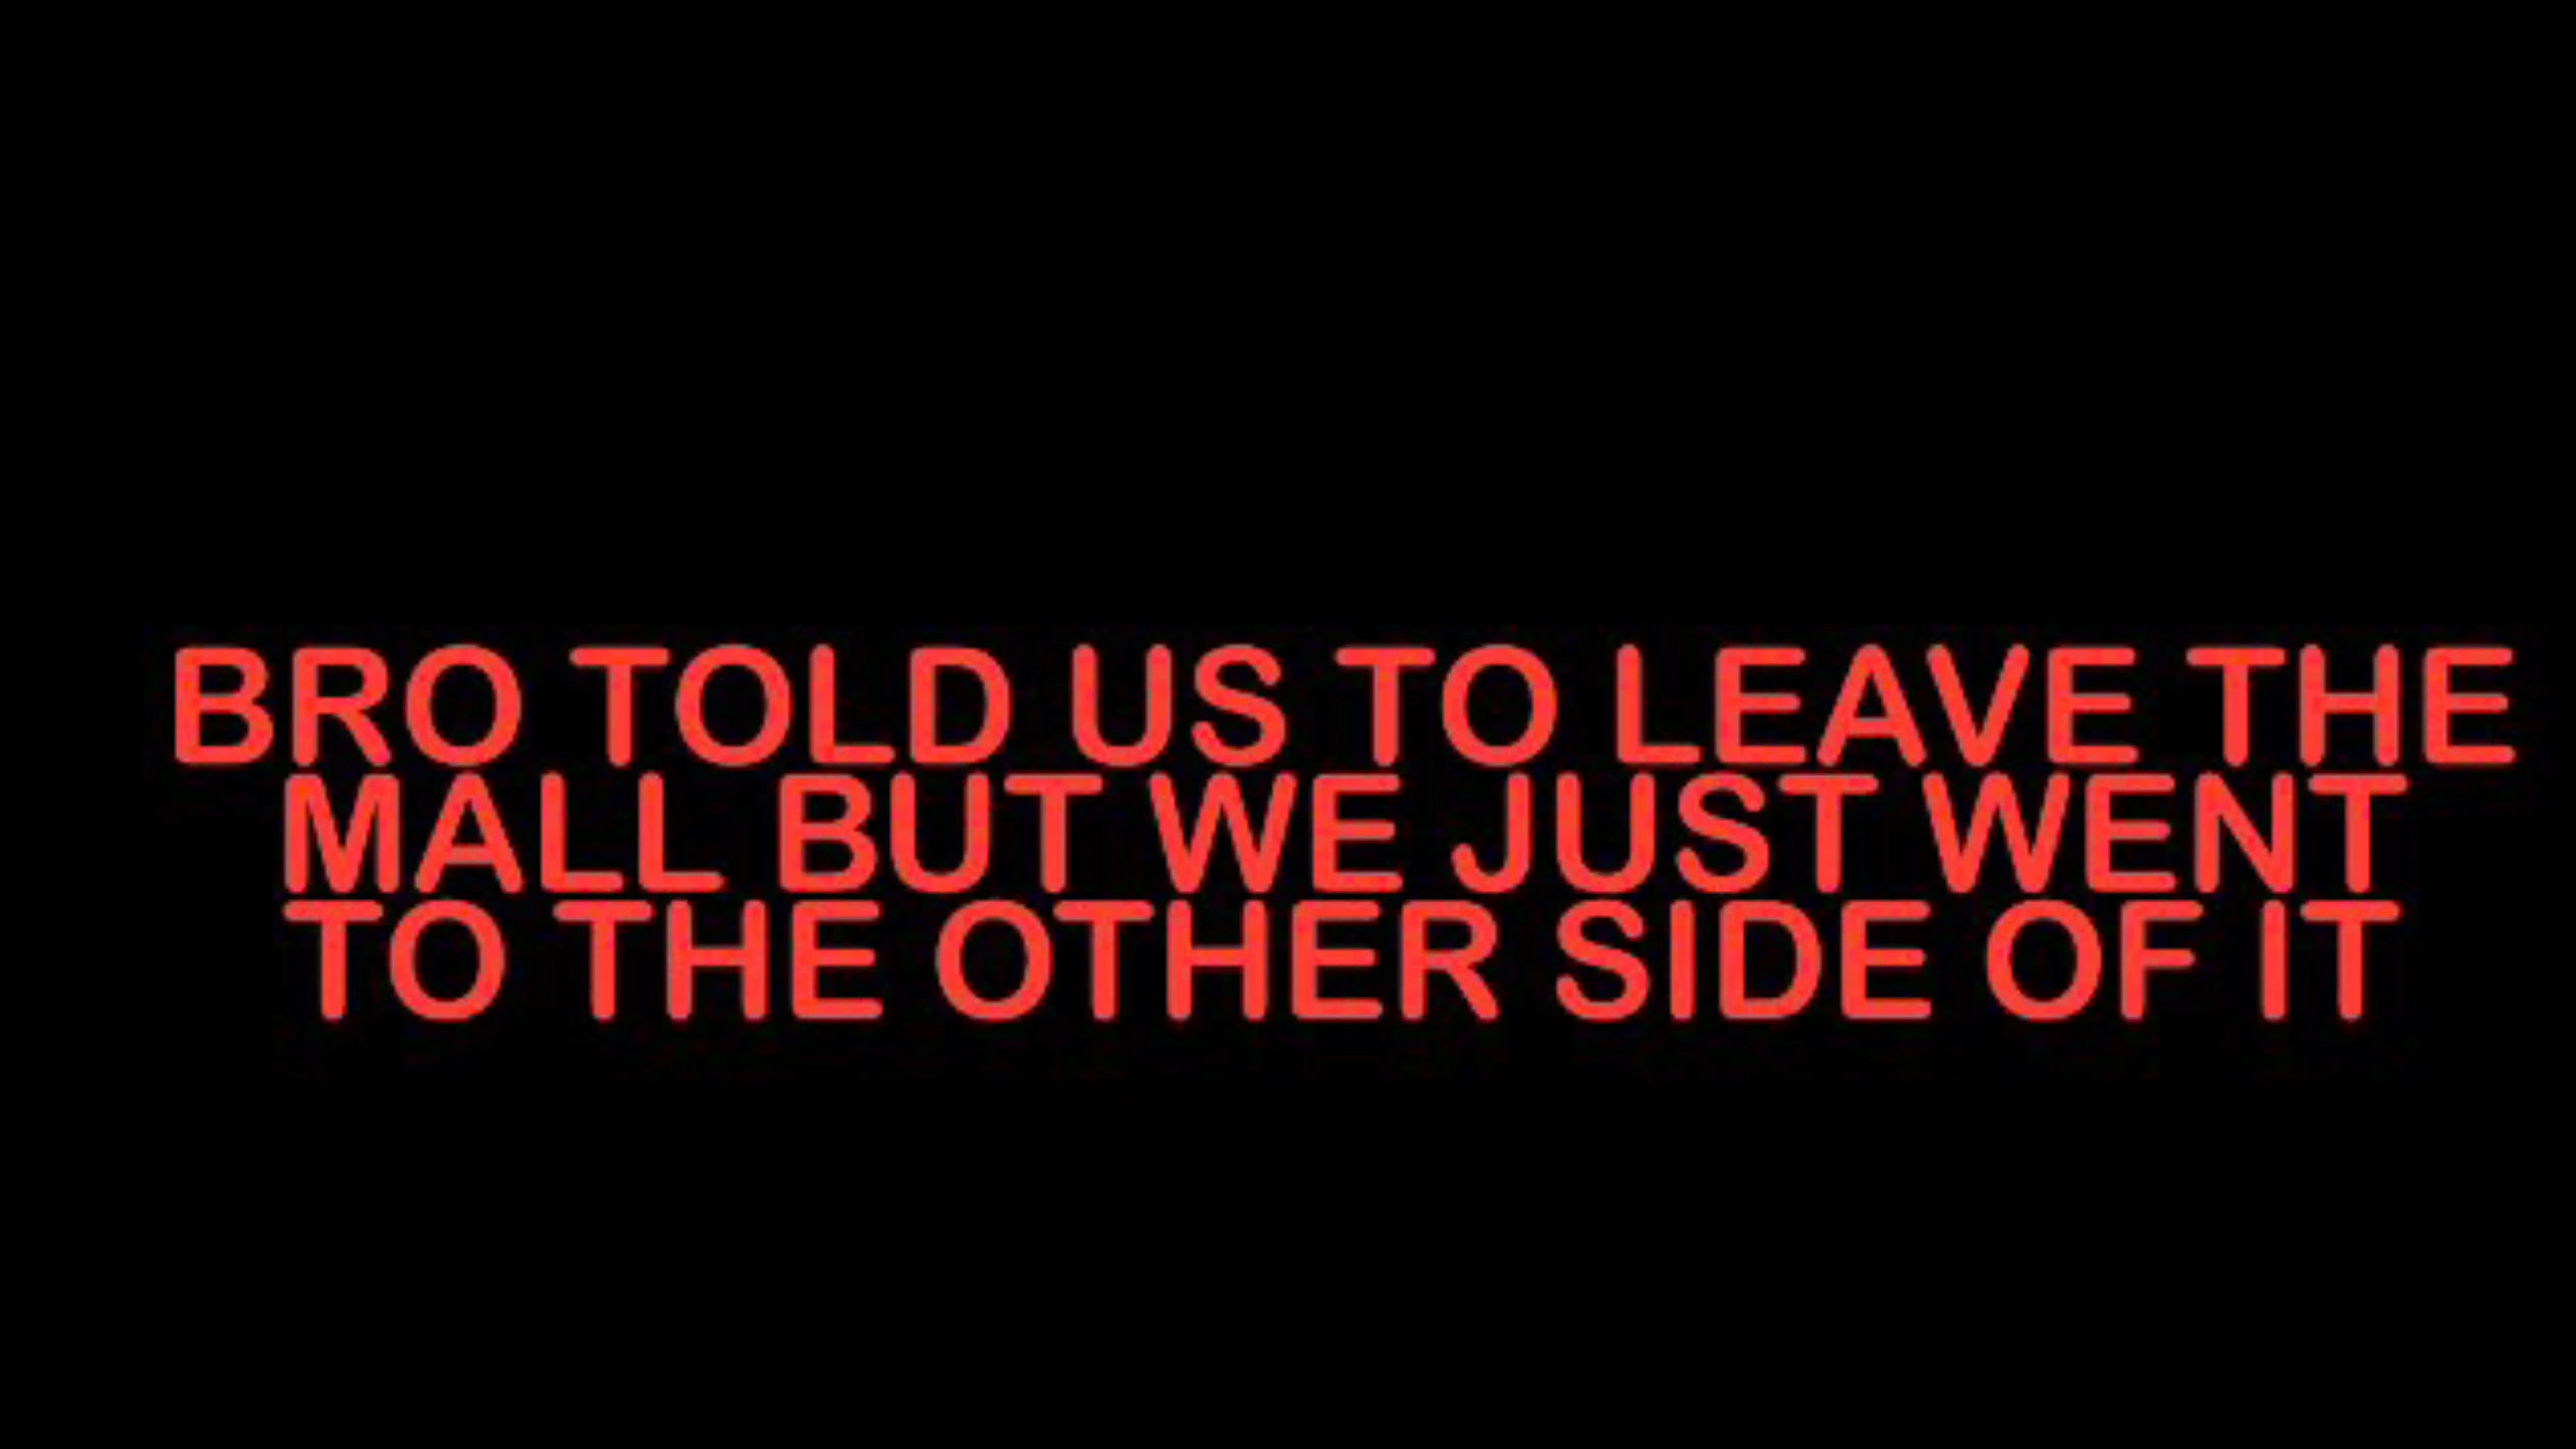 BRO TOLD US TO LEAVE THE
MALL BUT WE JUST WENT
TO THE OTHER SIDE OF IT